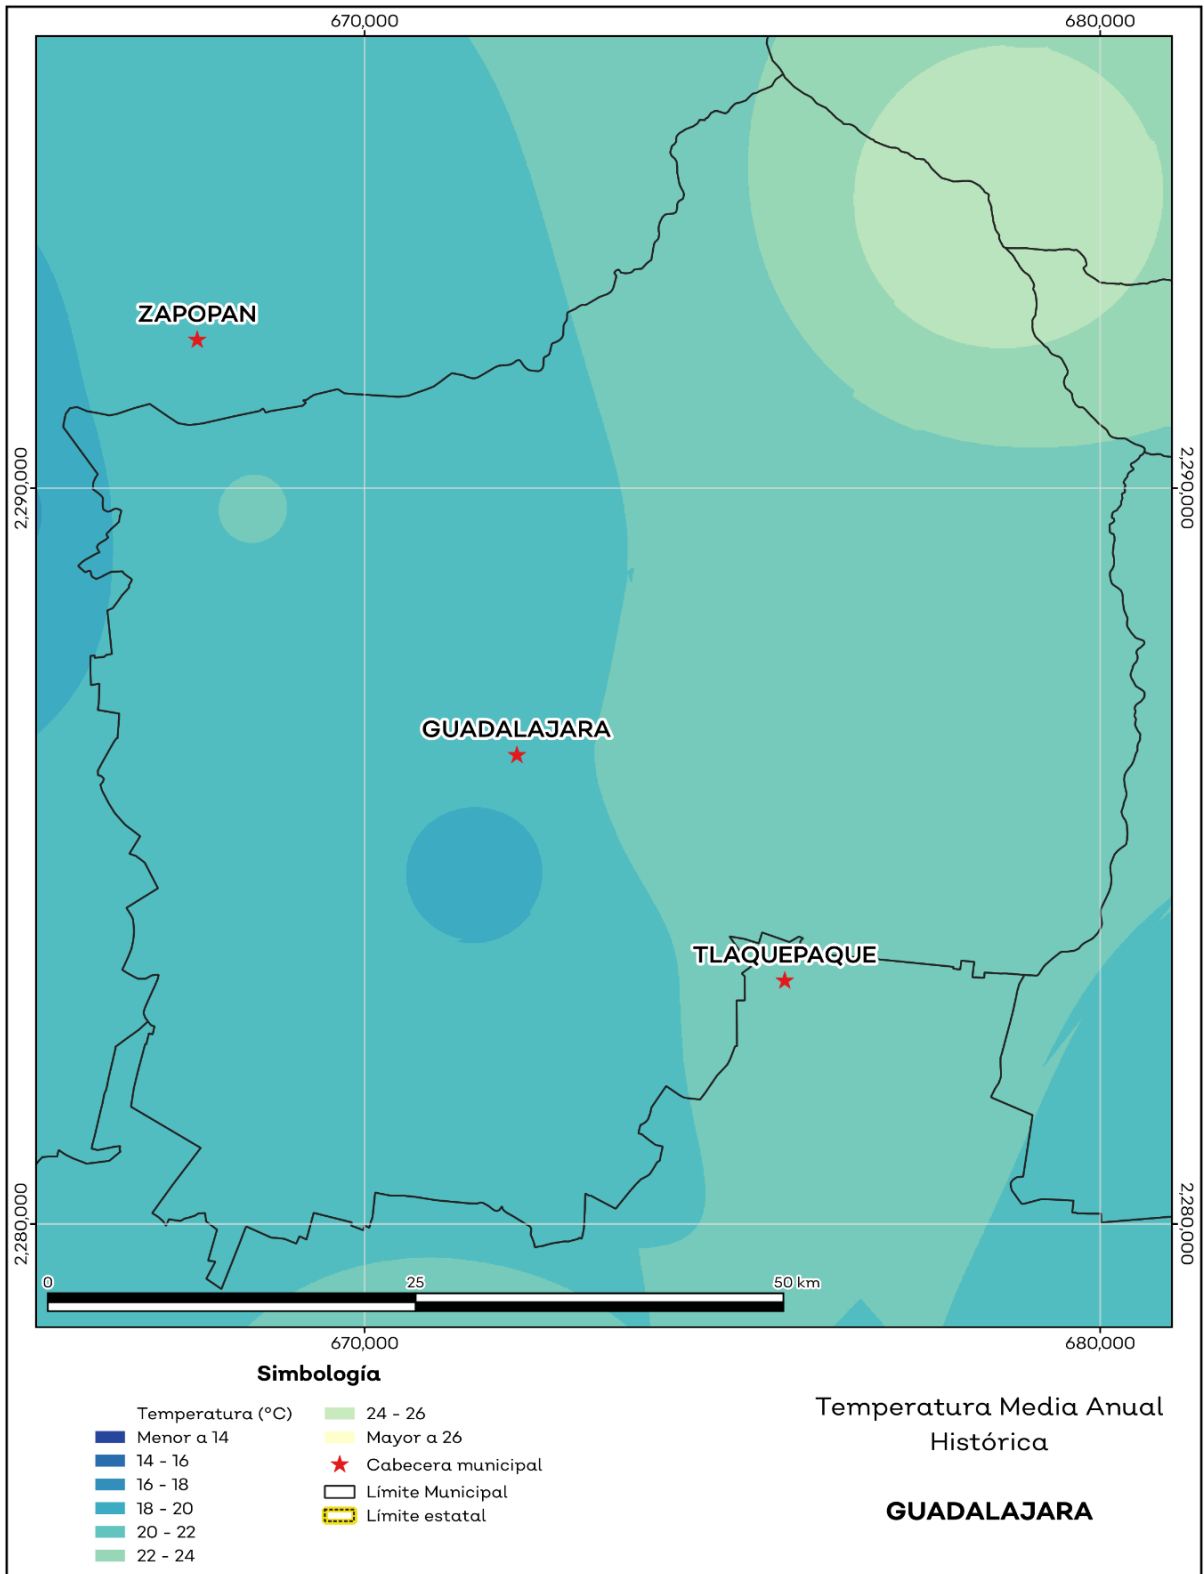 670,000 680,000
ZAPOPAN
2,290,000 2,290,000
GUADALAJARA
TLAQUEPAQUE
2,280,000 2,280,000
0 25 50 km
670,000 680,000
Simbología
Temperatura (°C)
Menor a 14
14 - 16
16 - 18
18 - 20
20 - 22
22 - 24
24 - 26
Mayor a 26
Cabecera municipal
Límite Municipal
Límite estatal
Temperatura Media Anual
Histórica
GUADALAJARA